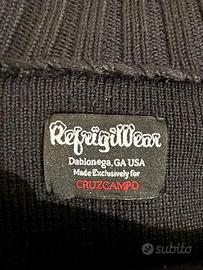 RefrigiWear
Dahlonega, GA USA
Made Exclusively for
CRUZCAMPO
subito